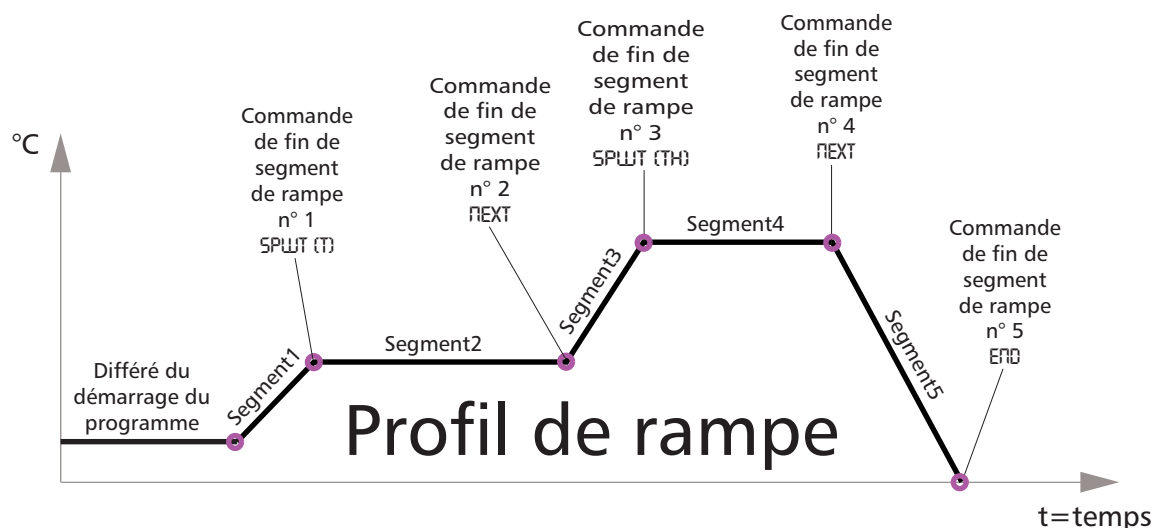 Commande
de fin de
segment
de rampe
n° 1
SPWT (T)
Commande
de fin de
segment
de rampe
n° 2
NEXT
Commande
de fin de
segment
de rampe
n° 3
SPWT (TH)
Commande
de fin de
segment
de rampe
n° 4
NEXT
Commande
de fin de
segment
de rampe
n° 5
END
°C
Différé du
démarrage du
programme
Segment1
Segment2
Segment3
Segment4
Segment5
Profil de rampe
t=temps